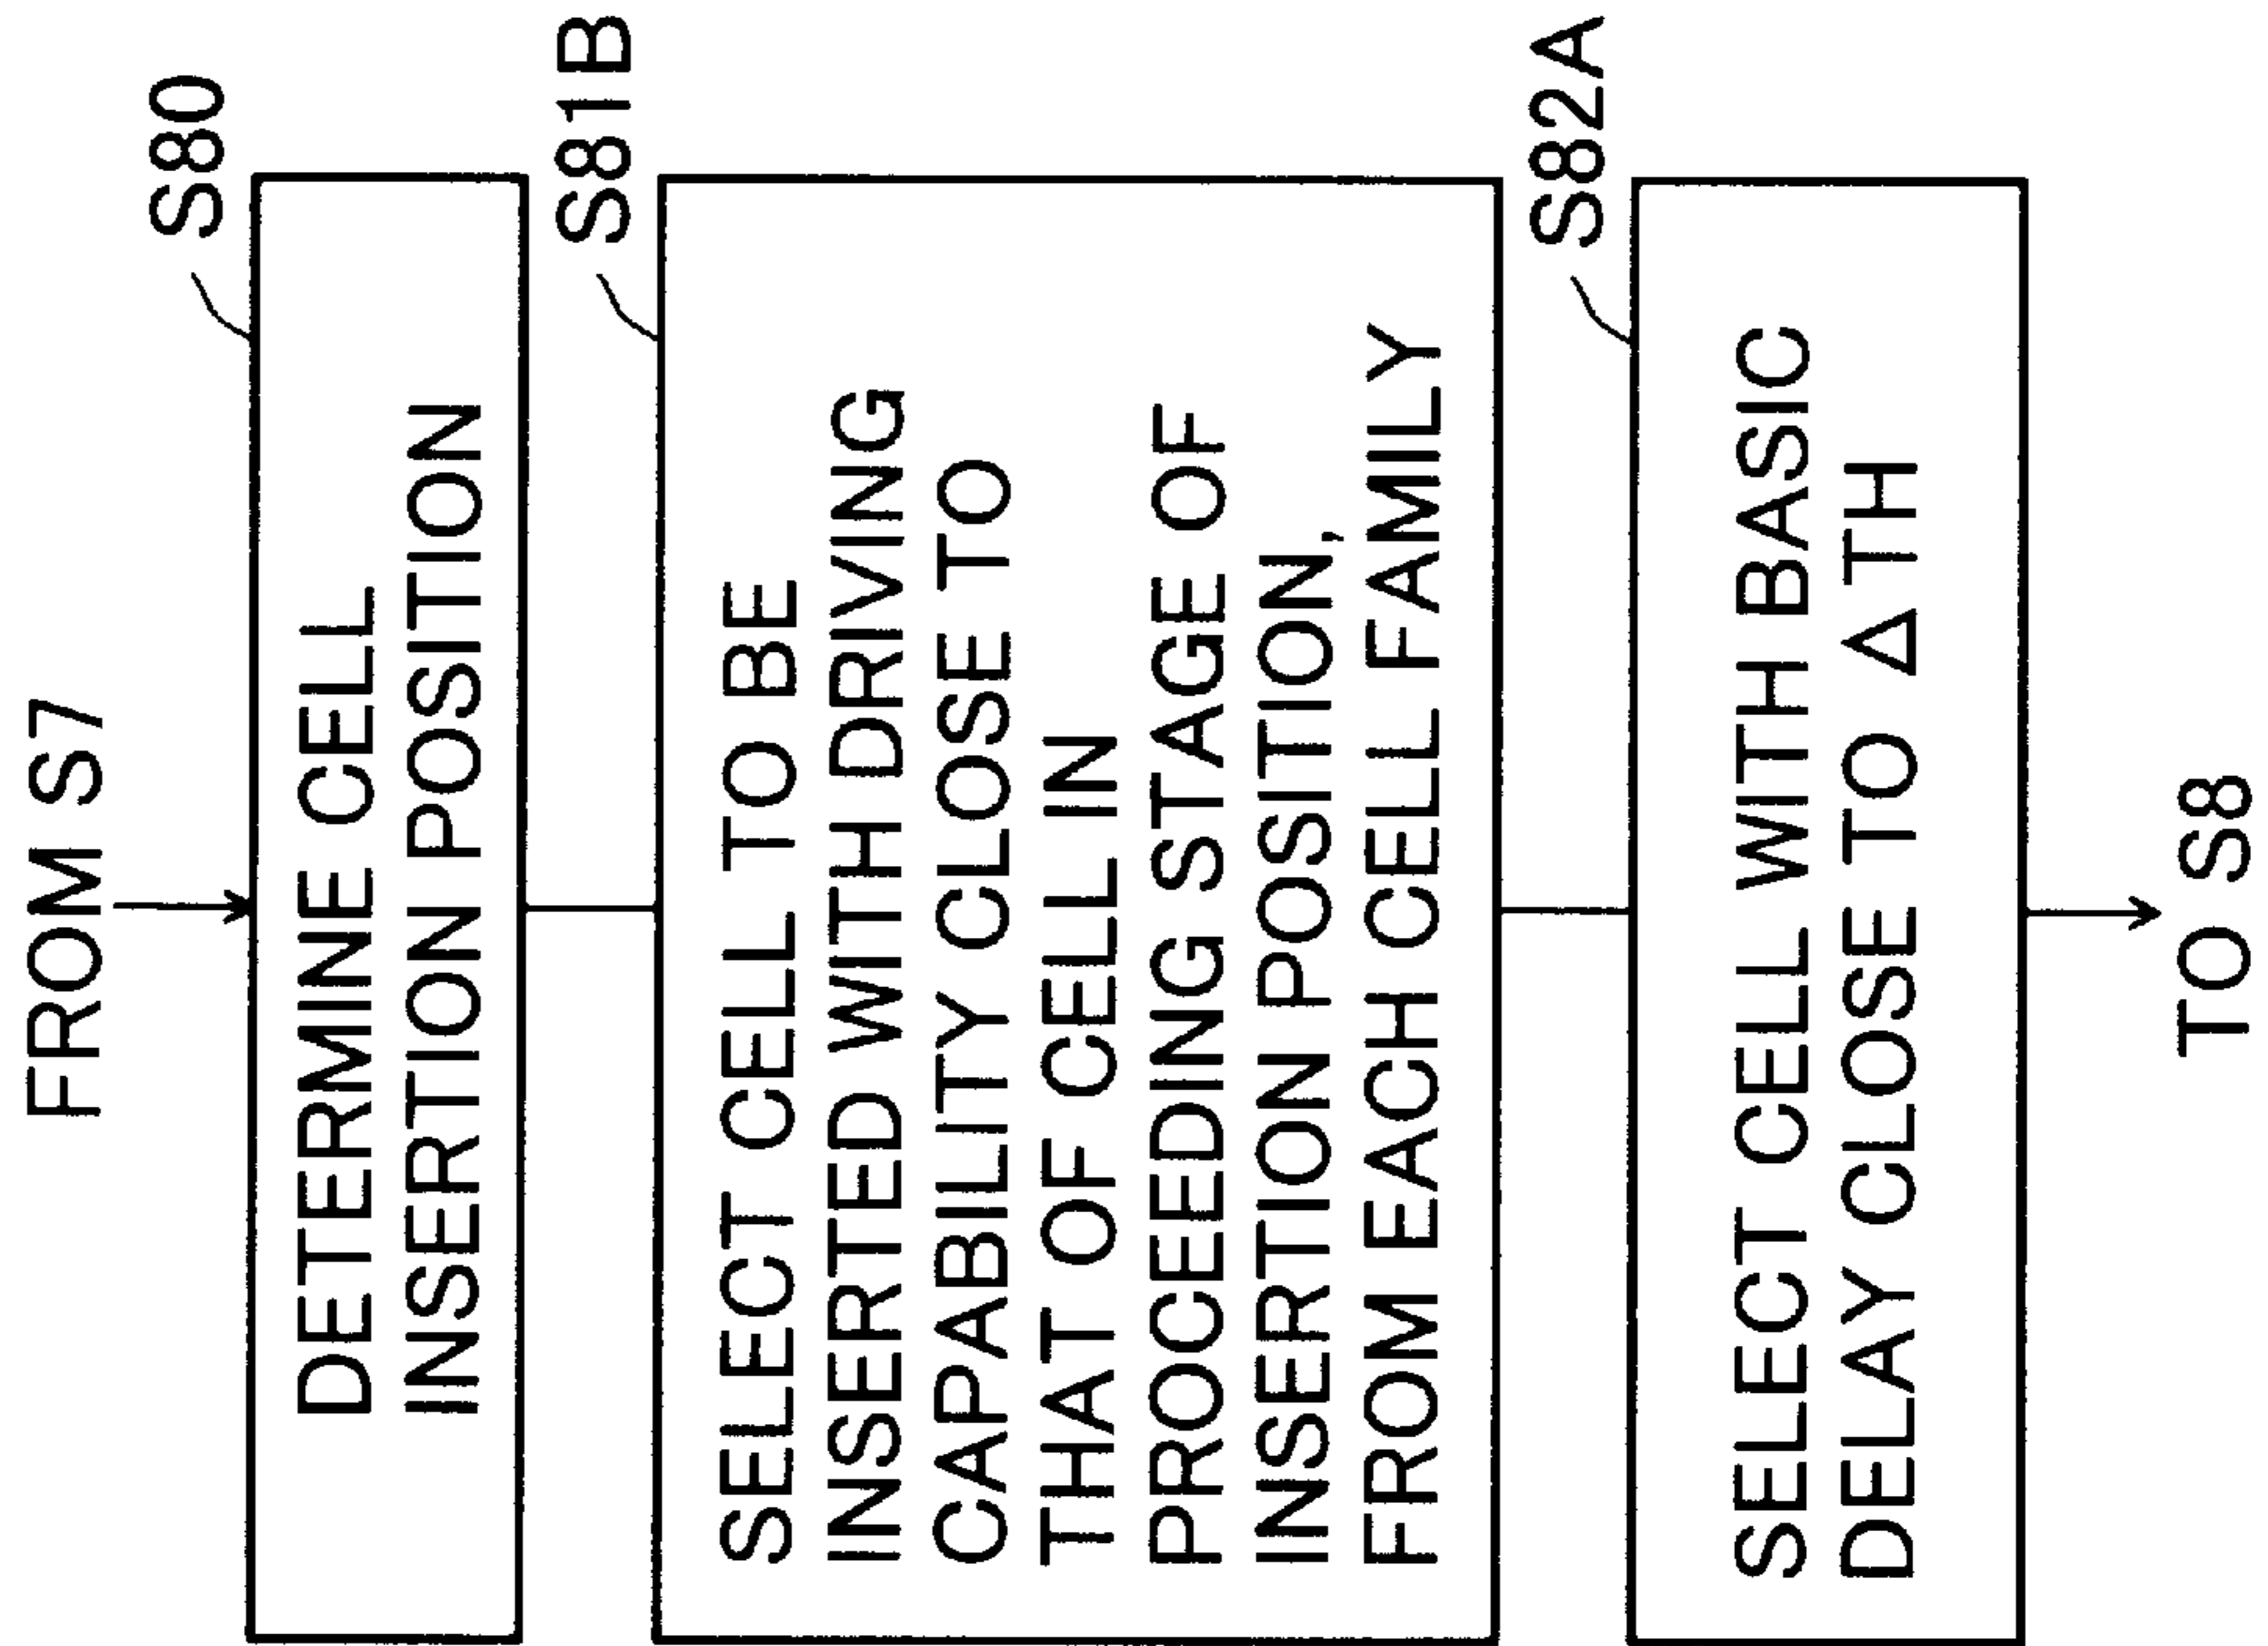 FROM S7
S80
DETERMINE CELL
INSERTION POSITION
S81B
SELECT CELL TO BE
INSERTED WITH DRIVING
CAPABILITY CLOSE TO
THAT OF CELL IN
PROCEEDING STAGE OF
INSERTION POSITION,
FROM EACH CELL FAMILY
S82A
SELECT CELL WITH BASIC
DELAY CLOSE TO Δ TH
TO S8